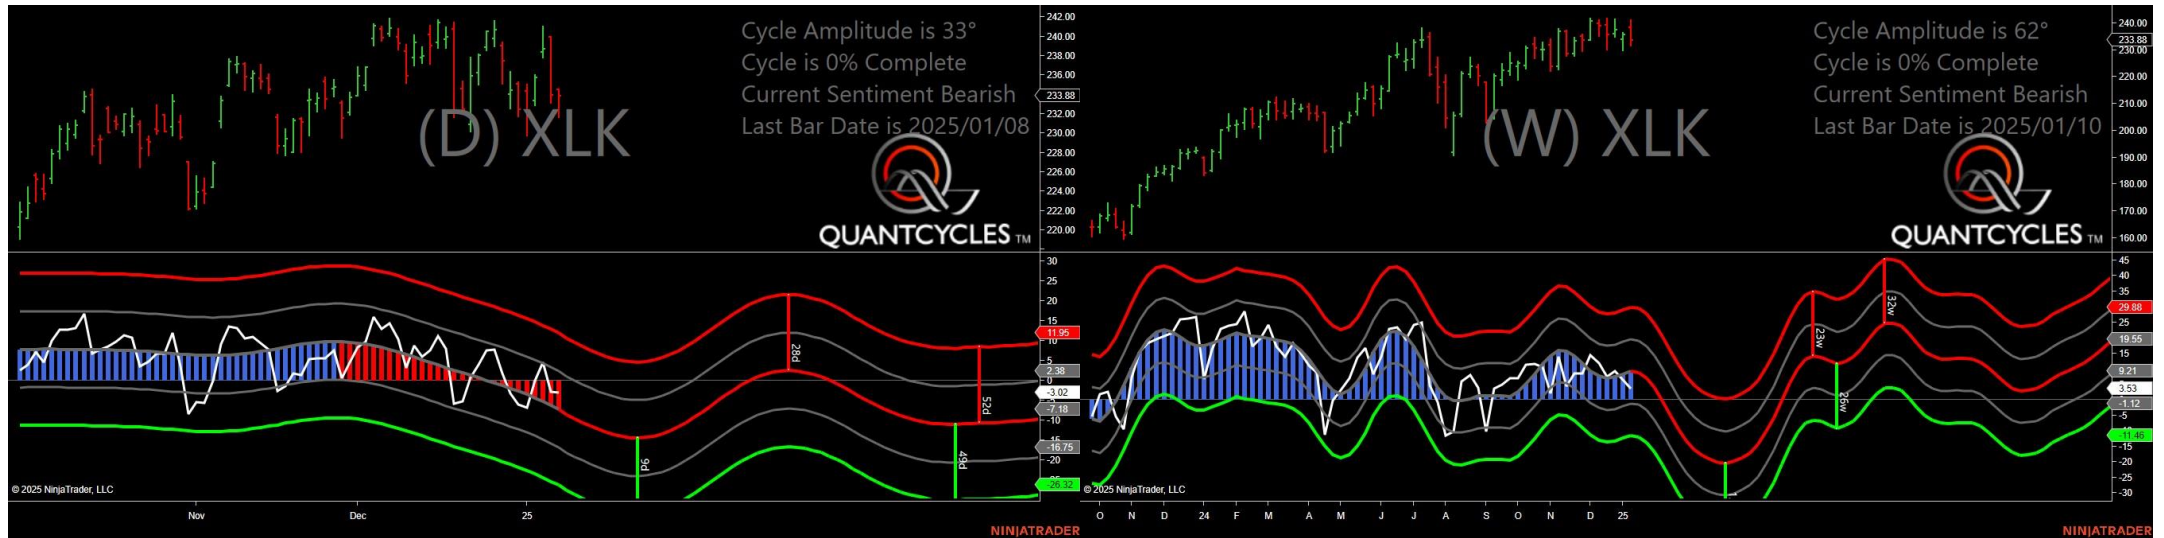 Cycle Amplitude is 33°
Cycle is 0% Complete
Current Sentiment Bearish
Last Bar Date is 2025/01/08
(D) XLK
QUANTCYCLES TM
242.00
240.00
238.00
236.00
233.88
232.00
230.00
228.00
226.00
224.00
222.00
220.00
30
25
20
15
11.95
10
5
2.38
0
-3.02
-7.18
-10
-16.75
-20
-26.32
28d
52d
9d
49d
© 2025 NinjaTrader, LLC
Nov
Dec
25
NINJATRADER
Cycle Amplitude is 62°
Cycle is 0% Complete
Current Sentiment Bearish
Last Bar Date is 2025/01/10
(W) XLK
QUANTCYCLES TM
240.00
233.88
230.00
220.00
210.00
200.00
190.00
180.00
170.00
160.00
45
40
35
29.88
25
19.55
15
9.21
3.53
-1.12
-5
-11.46
-15
-20
-25
-30
23w
32w
26w
© 2025 NinjaTrader, LLC
O N D 24 F M A M J J A S O N D 25
NINJATRADER